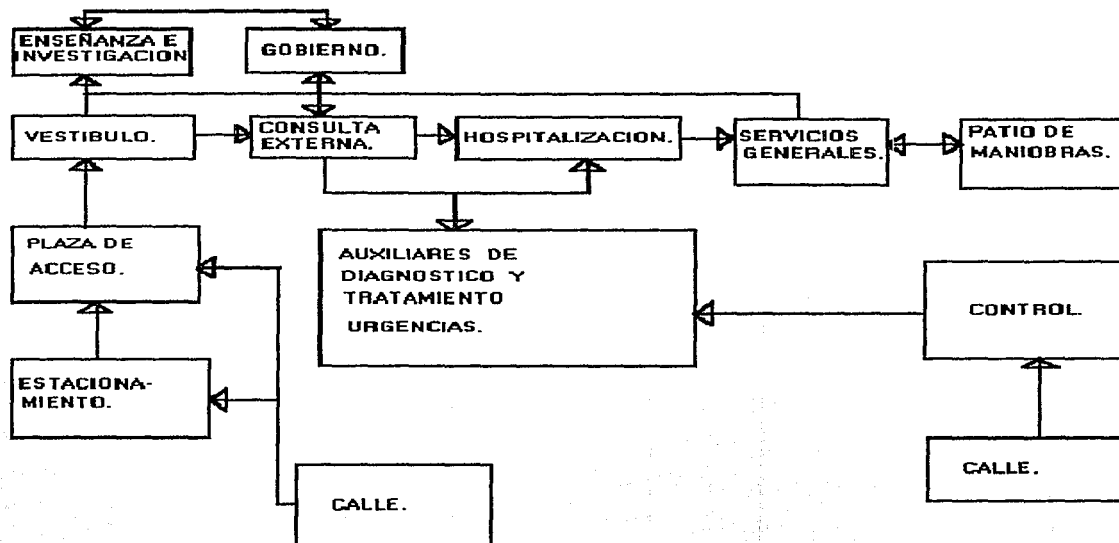 ENSEÑANZA E
INVESTIGACION
GOBIERNO.
VESTIBULO.
CONSULTA
EXTERNA.
HOSPITALIZACION.
SERVICIOS
GENERALES.
PATIO DE
MANIOBRAS.
PLAZA DE
ACCESO.
AUXILIARES DE
DIAGNOSTICO Y
TRATAMIENTO
URGENCIAS.
CONTROL.
ESTACIONA-
MIENTO.
CALLE.
CALLE.